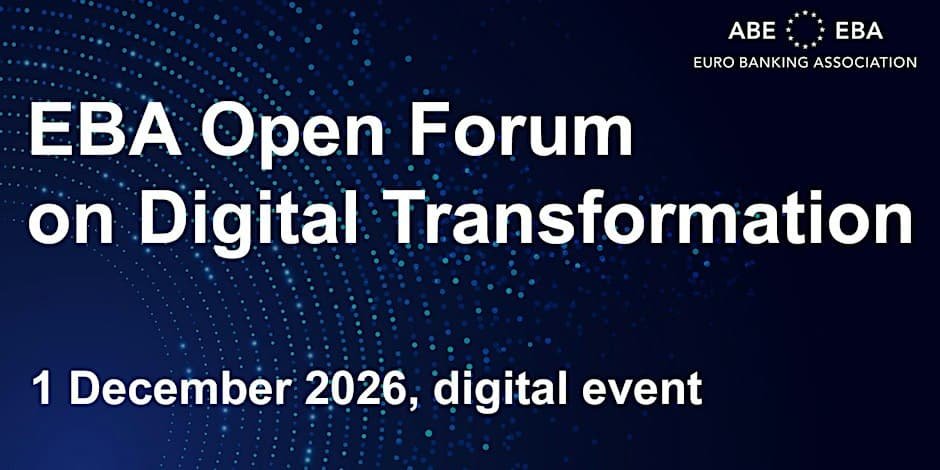 ABE EBA
EURO BANKING ASSOCIATION
EBA Open Forum
on Digital Transformation
1 December 2026, digital event